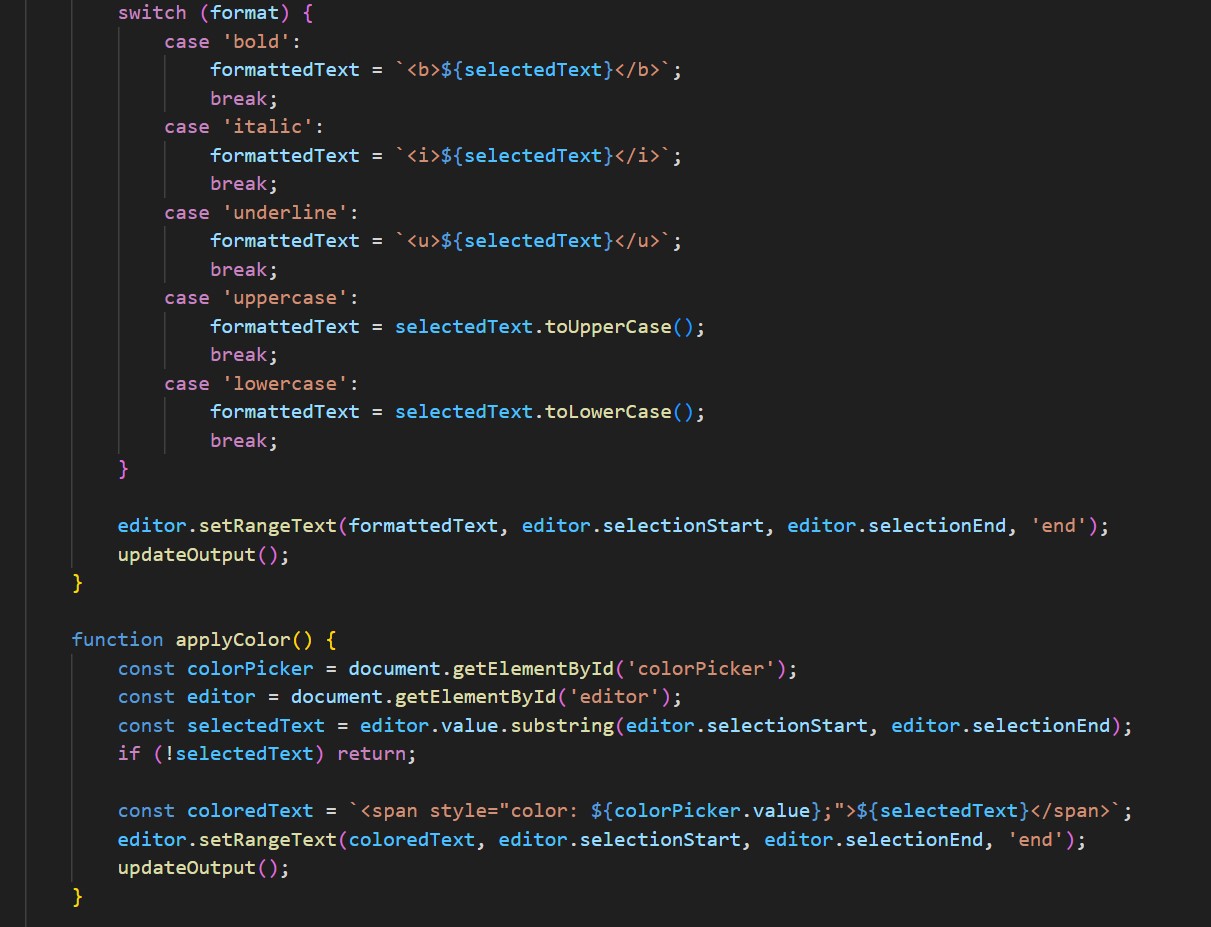 switch (format) {
case 'bold':
formattedText = `<b>${selectedText}</b>`;
break;
case 'italic':
formattedText = `<i>${selectedText}</i>`;
break;
case 'underline':
formattedText = `<u>${selectedText}</u>`;
break;
case 'uppercase':
formattedText = selectedText.toUpperCase();
break;
case 'lowercase':
formattedText = selectedText.toLowerCase();
break;
}
editor.setRangeText(formattedText, editor.selectionStart, editor.selectionEnd, 'end');
updateOutput();
}
function applyColor() {
const colorPicker = document.getElementById('colorPicker');
const editor = document.getElementById('editor');
const selectedText = editor.value.substring(editor.selectionStart, editor.selectionEnd);
if (!selectedText) return;
const coloredText = `<span style="color: ${colorPicker.value};">${selectedText}</span>`;
editor.setRangeText(coloredText, editor.selectionStart, editor.selectionEnd, 'end');
updateOutput();
}